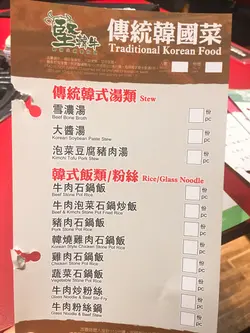 傳統韓國菜
Traditional Korean Food
傳統韓式湯類 Stew
雪濃湯
Beef Bone Broth
份
pc
大醬湯
Korean Soybean Paste Stew
份
pc
泡菜豆腐豬肉湯
Kimchi Tofu Pork Stew
份
pc
韓式飯類/粉絲 Rice/Glass Noodle
牛肉石鍋飯
Beef Stone Pot Rice
份
pc
牛肉泡菜石鍋炒飯
Beef & Kimchi Stone Pot Fried Rice
份
pc
豬肉石鍋飯
Pork Stone Pot Rice
份
pc
韓燒雞石鍋飯
Korean Style Chicken Stone Pot Rice
份
pc
雞肉石鍋飯
Chicken Stone Pot Rice
份
pc
蔬菜石鍋飯
Vegetable Stone Pot Rice
份
pc
牛肉炒粉絲
Glass Noodle & Beef Stir-Fry
份
pc
牛肉粉絲鍋
Glass Noodle & Beef Stew
份
pc